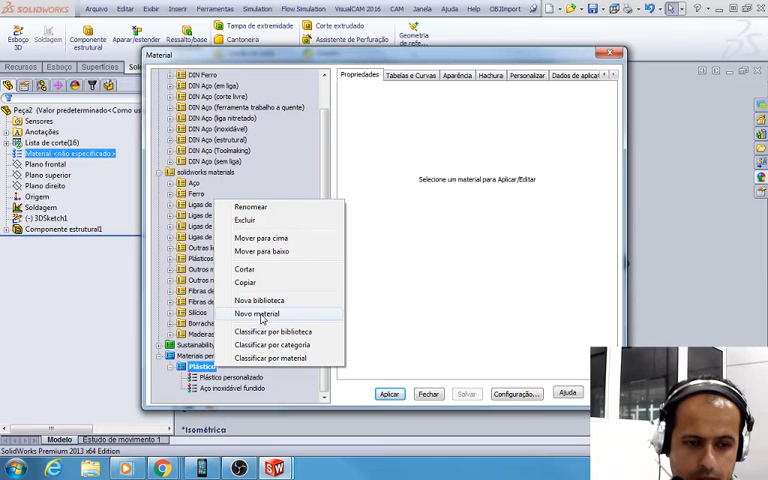 SOLIDWORKS
Arquivo Editar Exibir Inserir Ferramentas Simulation Flow Simulation VisualCAM 2016 CAM Ajuda OBJImport
Esboço 3D
Soldagem
Componente estrutural
Aparar/estender
Ressalto/base
Tampa de extremidade
Cantoneira
Corte extrudado
Assistente de Perfuração
Geometria de
Recursos Esboço Superfícies
Peça2 (Valor predeterminado<Como us
Sensores
Anotações
Lista de corte(16)
Material <não especificado>
Plano frontal
Plano superior
Plano direito
Origem
Soldagem
(-) 3DSketch1
Componente estrutural1
Material
DIN Ferro
DIN Aço (em liga)
DIN Aço (corte livre)
DIN Aço (ferramenta trabalho a quente)
DIN Aço (liga nitretado)
DIN Aço (inoxidável)
DIN Aço (estrutural)
DIN Aço (Toolmaking)
DIN Aço (sem liga)
solidworks materials
Aço
Ferro
Ligas de
Ligas de
Ligas de
Outras li
Plásticos
Outros m
Outros n
Fibras de
Fibras de
Silícios
Borracha
Madeiras
Sustainability
Materiais pe
Plástico
Plástico personalizado
Aço inoxidável fundido
Renomear
Excluir
Mover para cima
Mover para baixo
Cortar
Copiar
Nova biblioteca
Novo material
Classificar por biblioteca
Classificar por categoria
Classificar por material
Propriedades Tabelas e Curvas Aparência Hachura Personalizar Dados de aplica
Selecione um material para Aplicar/Editar
Aplicar Fechar Salvar Configuração... Ajuda
*Isométrica
Modelo Estudo de movimento 1
SolidWorks Premium 2013 x64 Edition